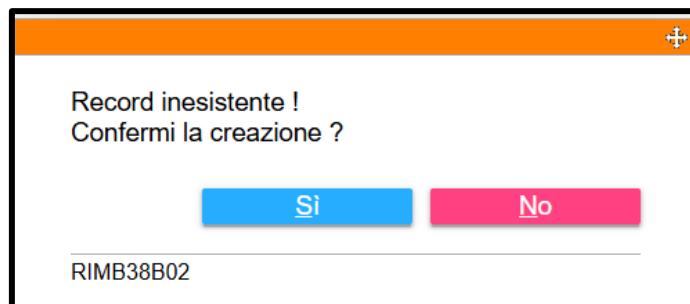 Record inesistente !
Confermi la creazione ?
Sì No
RIMB38B02